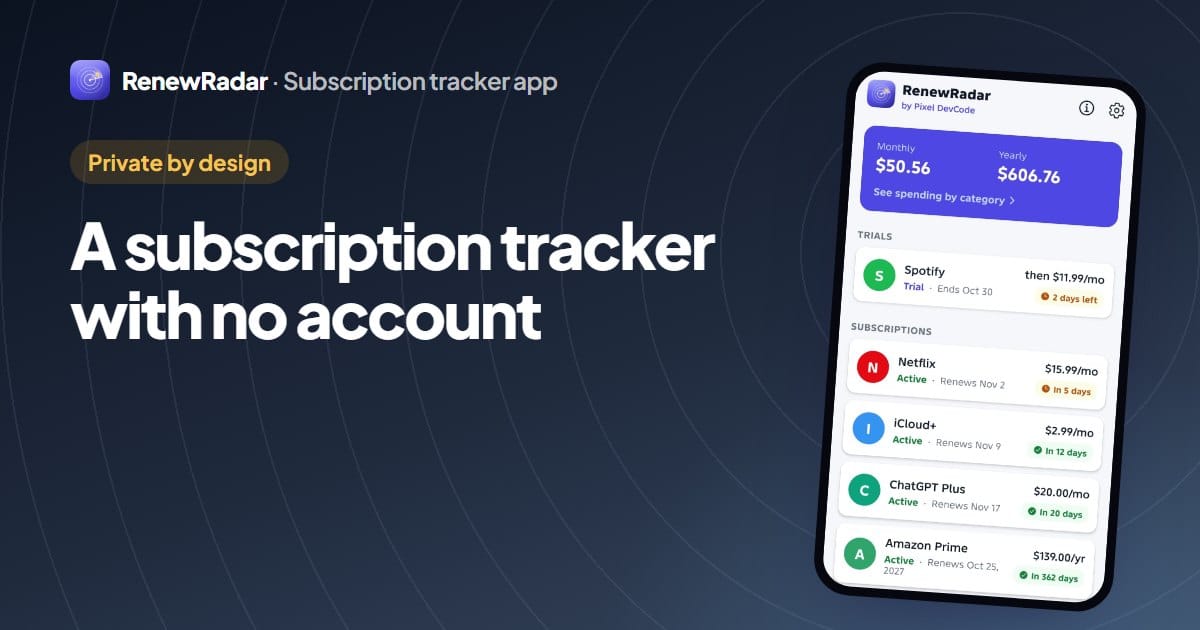 RenewRadar · Subscription tracker app
Private by design
A subscription tracker
with no account
RenewRadar
by Pixel DevCode
Monthly
$50.56
Yearly
$606.76
See spending by category >
TRIALS
S
Spotify
Trial · Ends Oct 30
then $11.99/mo
2 days left
SUBSCRIPTIONS
N
Netflix
Active · Renews Nov 2
$15.99/mo
In 5 days
I
iCloud+
Active · Renews Nov 9
$2.99/mo
In 12 days
C
ChatGPT Plus
Active · Renews Nov 17
$20.00/mo
In 20 days
A
Amazon Prime
Active · Renews Oct 25,
2027
$139.00/yr
In 362 days